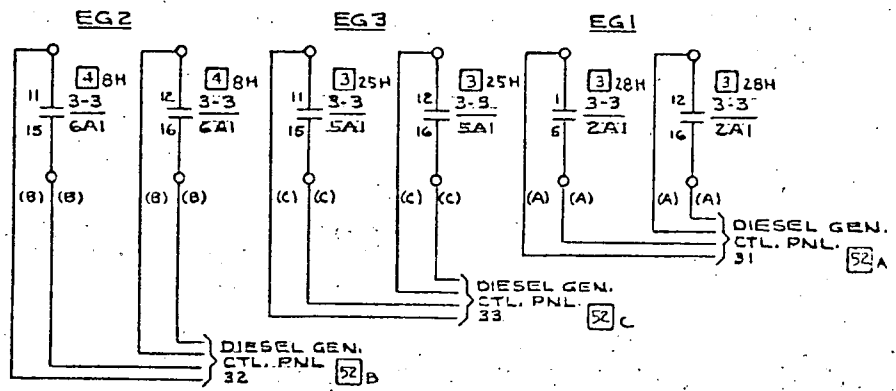 EG2 EG3 EG1
4 8H 4 8H 3 25H 3 25H 3 28H 3 28H
11 3-3 12 3-3 11 3-3 12 3-3 1 3-3 12 3-3
15 6A1 16 6A1 15 5A1 16 5A1 5 2A1 16 2A1
(B) (B) (B) (B) (C) (C) (C) (C) (A) (A) (A) (A)
DIESEL GEN.
CTL. PNL.
31 52 A
DIESEL GEN.
CTL. PNL.
33 52 C
DIESEL GEN.
CTL. PNL
32 52 B